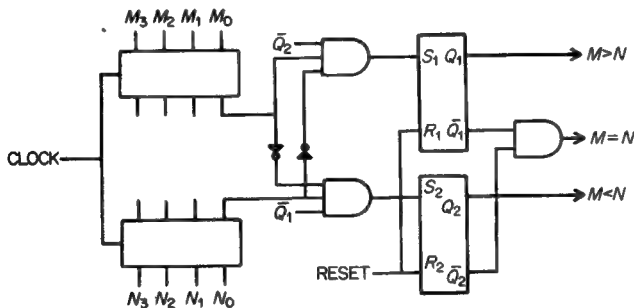 M₃ M₂ M₁ M₀
Q̄₂
S₁ Q₁
M>N
R₁ Q̄₁
M=N
CLOCK
S₂
Q₂
M<N
Q̄₁
RESET
R₂ Q̄₂
N₃ N₂ N₁ N₀